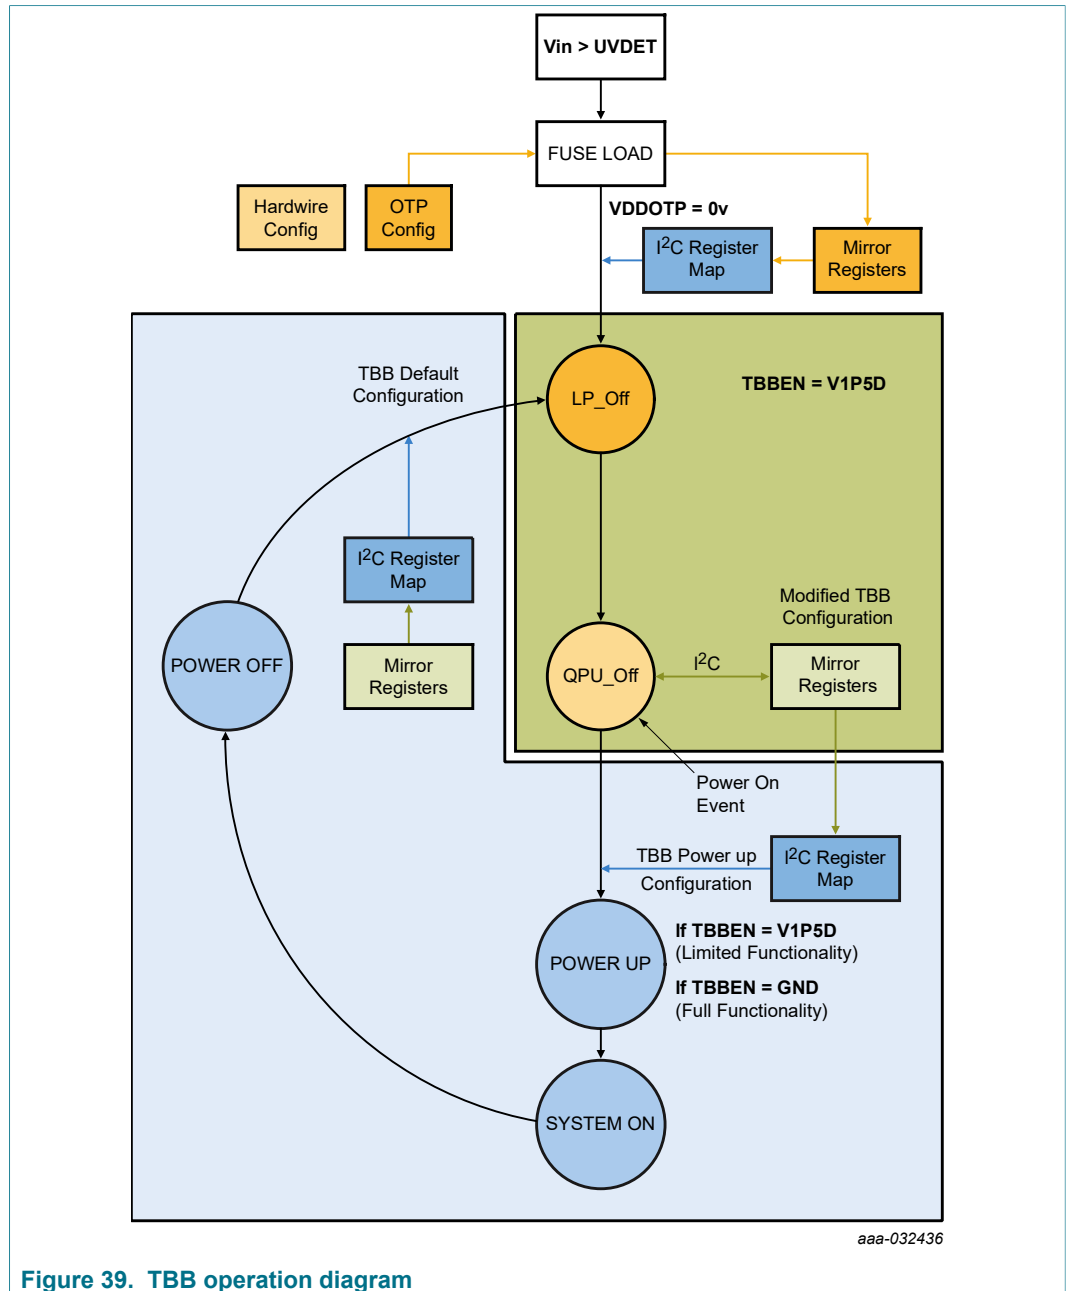 Vin > UVDET
FUSE LOAD
Hardwire
Config
OTP
Config
VDDOTP = 0v
I2C Register
Map
Mirror
Registers
TBB Default
Configuration
LP_Off
TBBEN = V1P5D
I2C Register
Map
Modified TBB
Configuration
POWER OFF
Mirror
Registers
QPU_Off
I2C
Mirror
Registers
Power On
Event
TBB Power up
Configuration
I2C Register
Map
POWER UP
If TBBEN = V1P5D
(Limited Functionality)
If TBBEN = GND
(Full Functionality)
SYSTEM ON
aaa-032436
Figure 39. TBB operation diagram